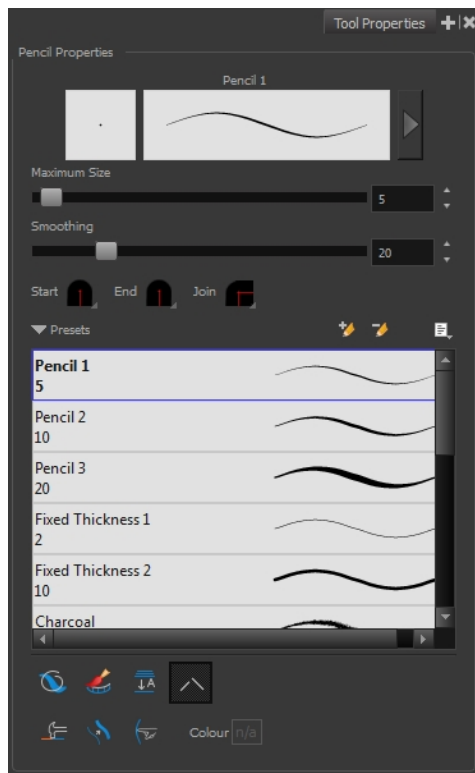 Tool Properties
Pencil Properties
Pencil 1
Maximum Size
5
Smoothing
20
Start End Join
Presets
Pencil 1
5
Pencil 2
10
Pencil 3
20
Fixed Thickness 1
2
Fixed Thickness 2
10
Charcoal
A
Colour n/a